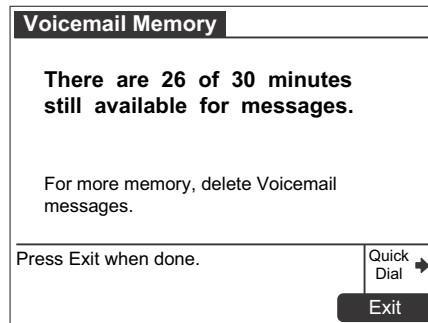 Voicemail Memory
There are 26 of 30 minutes
still available for messages.
For more memory, delete Voicemail
messages.
Press Exit when done.
Quick
Dial
Exit